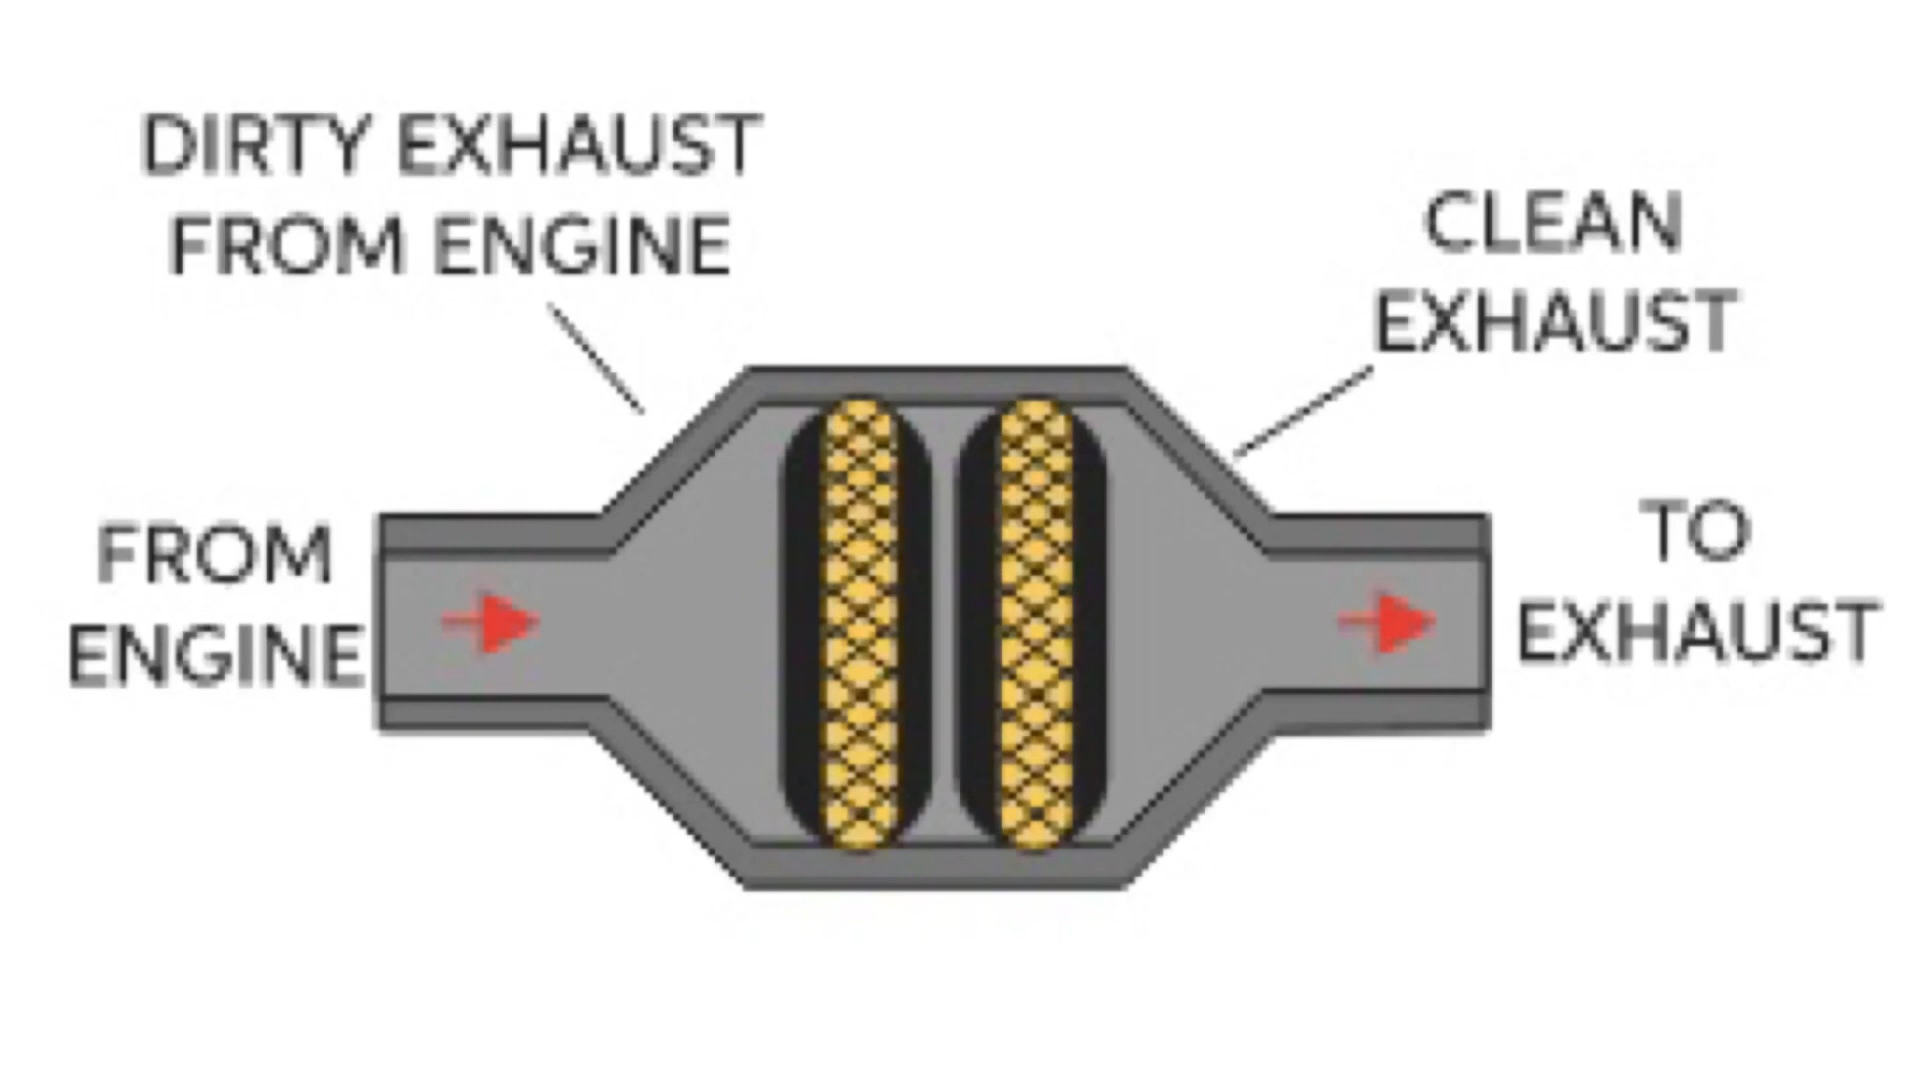 DIRTY EXHAUST
FROM ENGINE
CLEAN
EXHAUST
FROM
ENGINE
TO
EXHAUST